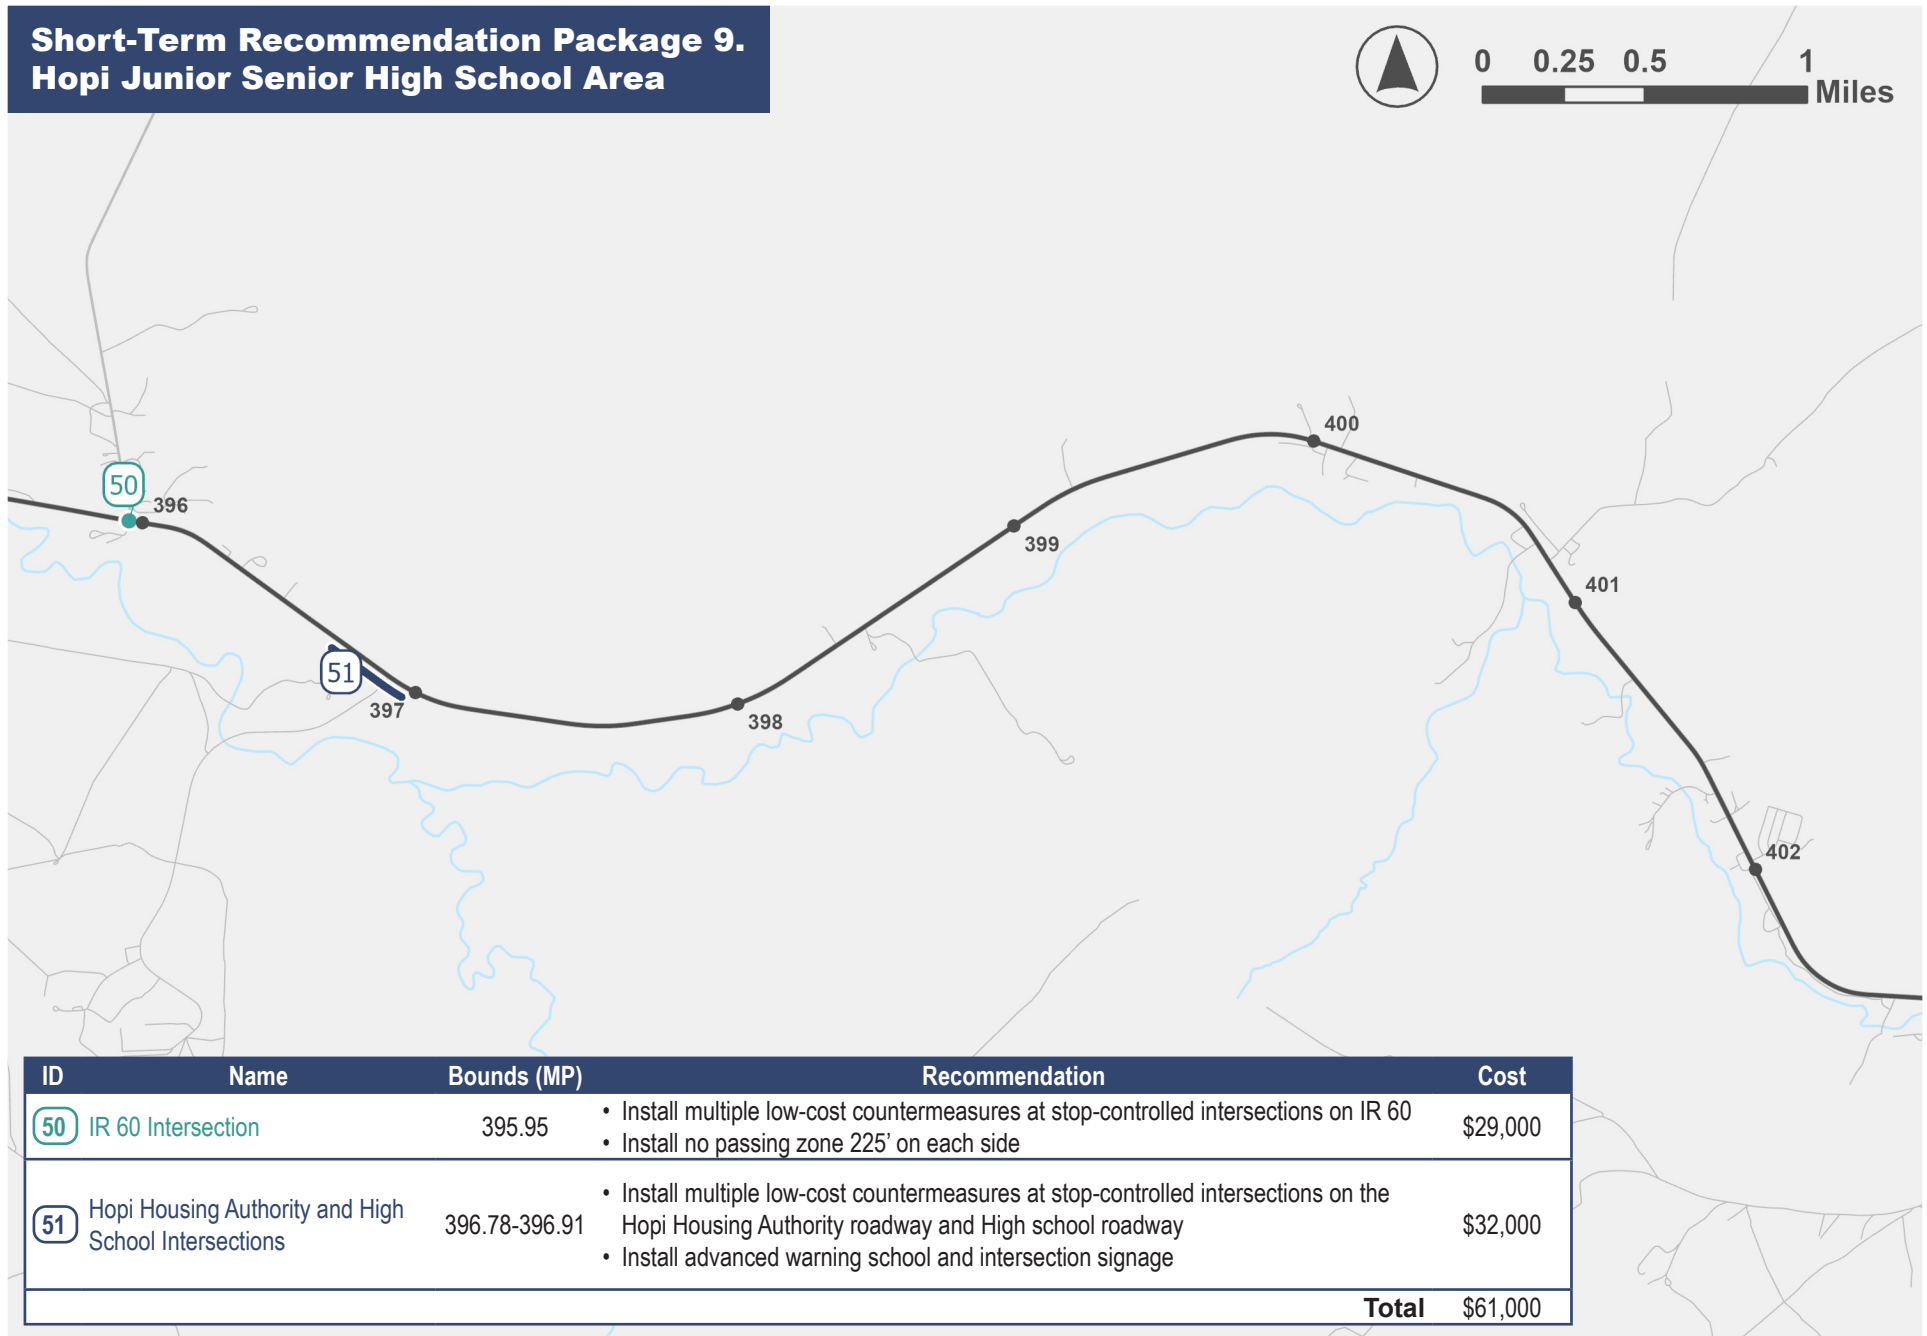 Short-Term Recommendation Package 9.
Hopi Junior Senior High School Area
0 0.25 0.5 1
Miles
400
50
396
399
401
51
397
398
402
ID Name Bounds (MP) Recommendation Cost
50 IR 60 Intersection 395.95 • Install multiple low-cost countermeasures at stop-controlled intersections on IR 60 $29,000
• Install no passing zone 225’ on each side
51 Hopi Housing Authority and High School Intersections 396.78-396.91 • Install multiple low-cost countermeasures at stop-controlled intersections on the $32,000
Hopi Housing Authority roadway and High school roadway
• Install advanced warning school and intersection signage
Total $61,000